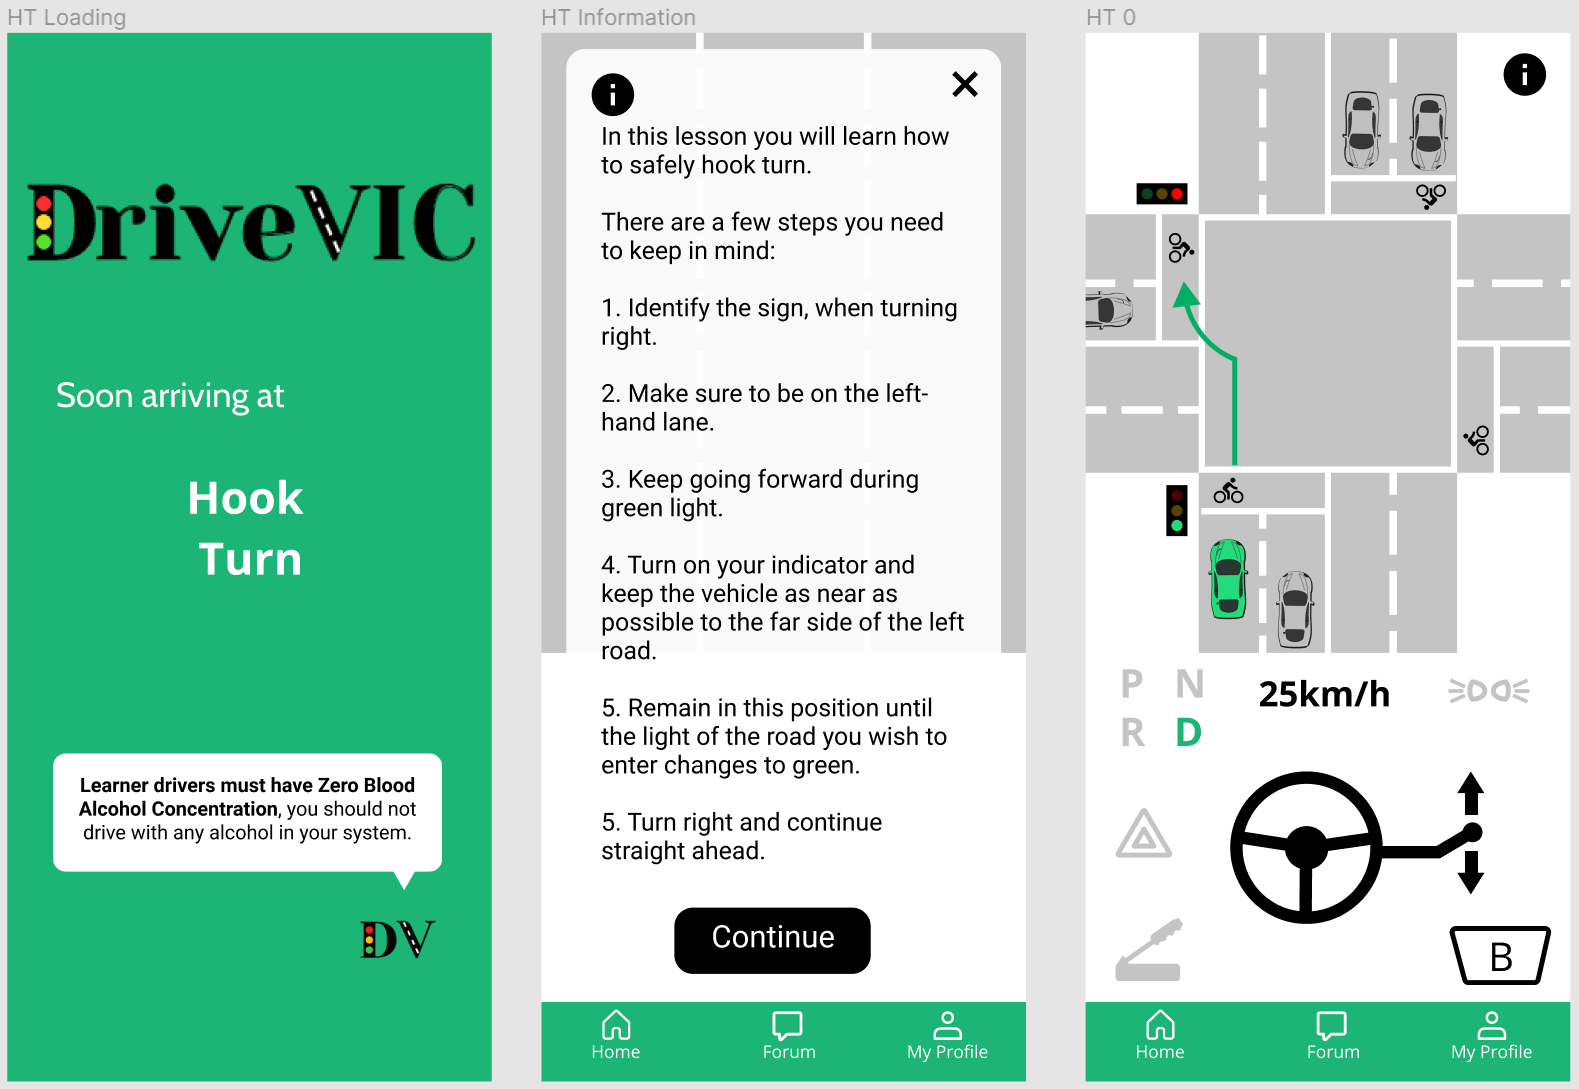 HT Loading
DriveVIC
Soon arriving at
Hook
Turn
Learner drivers must have Zero Blood
Alcohol Concentration, you should not
drive with any alcohol in your system.
DV
HT Information
i
In this lesson you will learn how
to safely hook turn.
There are a few steps you need
to keep in mind:
1. Identify the sign, when turning
right.
2. Make sure to be on the left-
hand lane.
3. Keep going forward during
green light.
4. Turn on your indicator and
keep the vehicle as near as
possible to the far side of the left
road.
5. Remain in this position until
the light of the road you wish to
enter changes to green.
5. Turn right and continue
straight ahead.
Continue
Home Forum My Profile
HT 0
i
P N
R D
25km/h
B
Home Forum My Profile